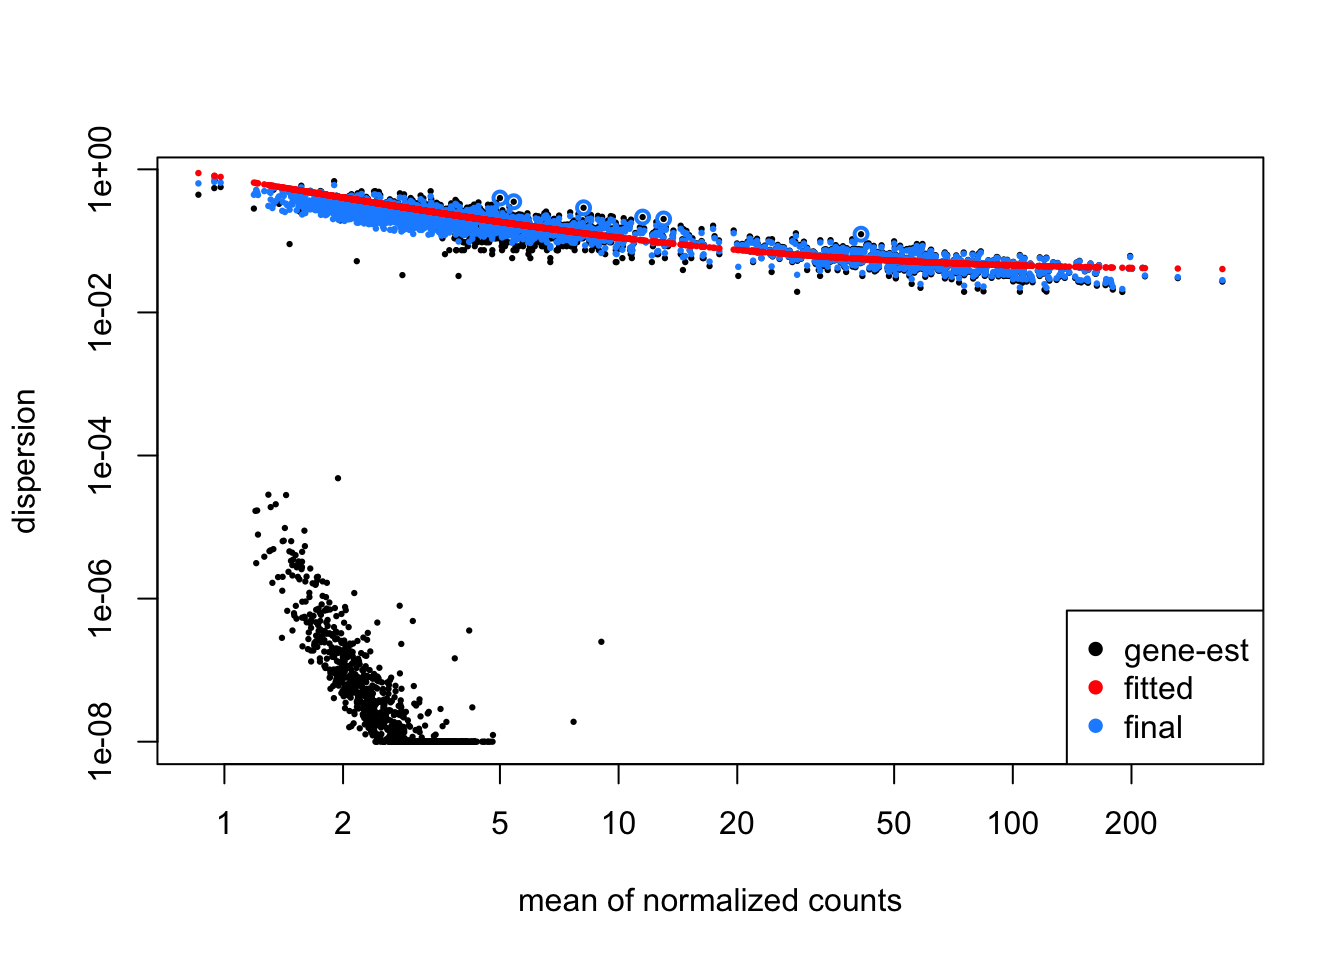 dispersion
1e+00
1e-02
1e-04
1e-06
1e-08
gene-est
fitted
final
1 2 5 10 20 50 100 200
mean of normalized counts